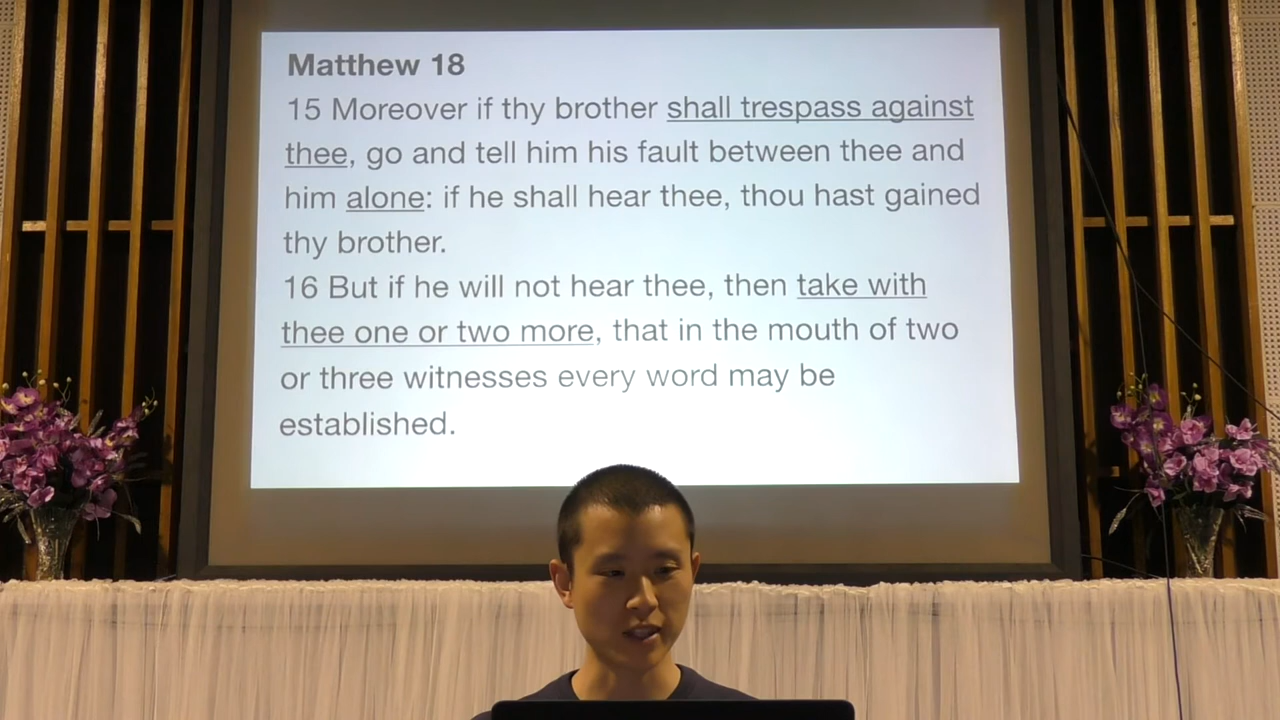 Matthew 18
15 Moreover if thy brother shall trespass against
thee, go and tell him his fault between thee and
him alone: if he shall hear thee, thou hast gained
thy brother.
16 But if he will not hear thee, then take with
thee one or two more, that in the mouth of two
or three witnesses every word may be
established.